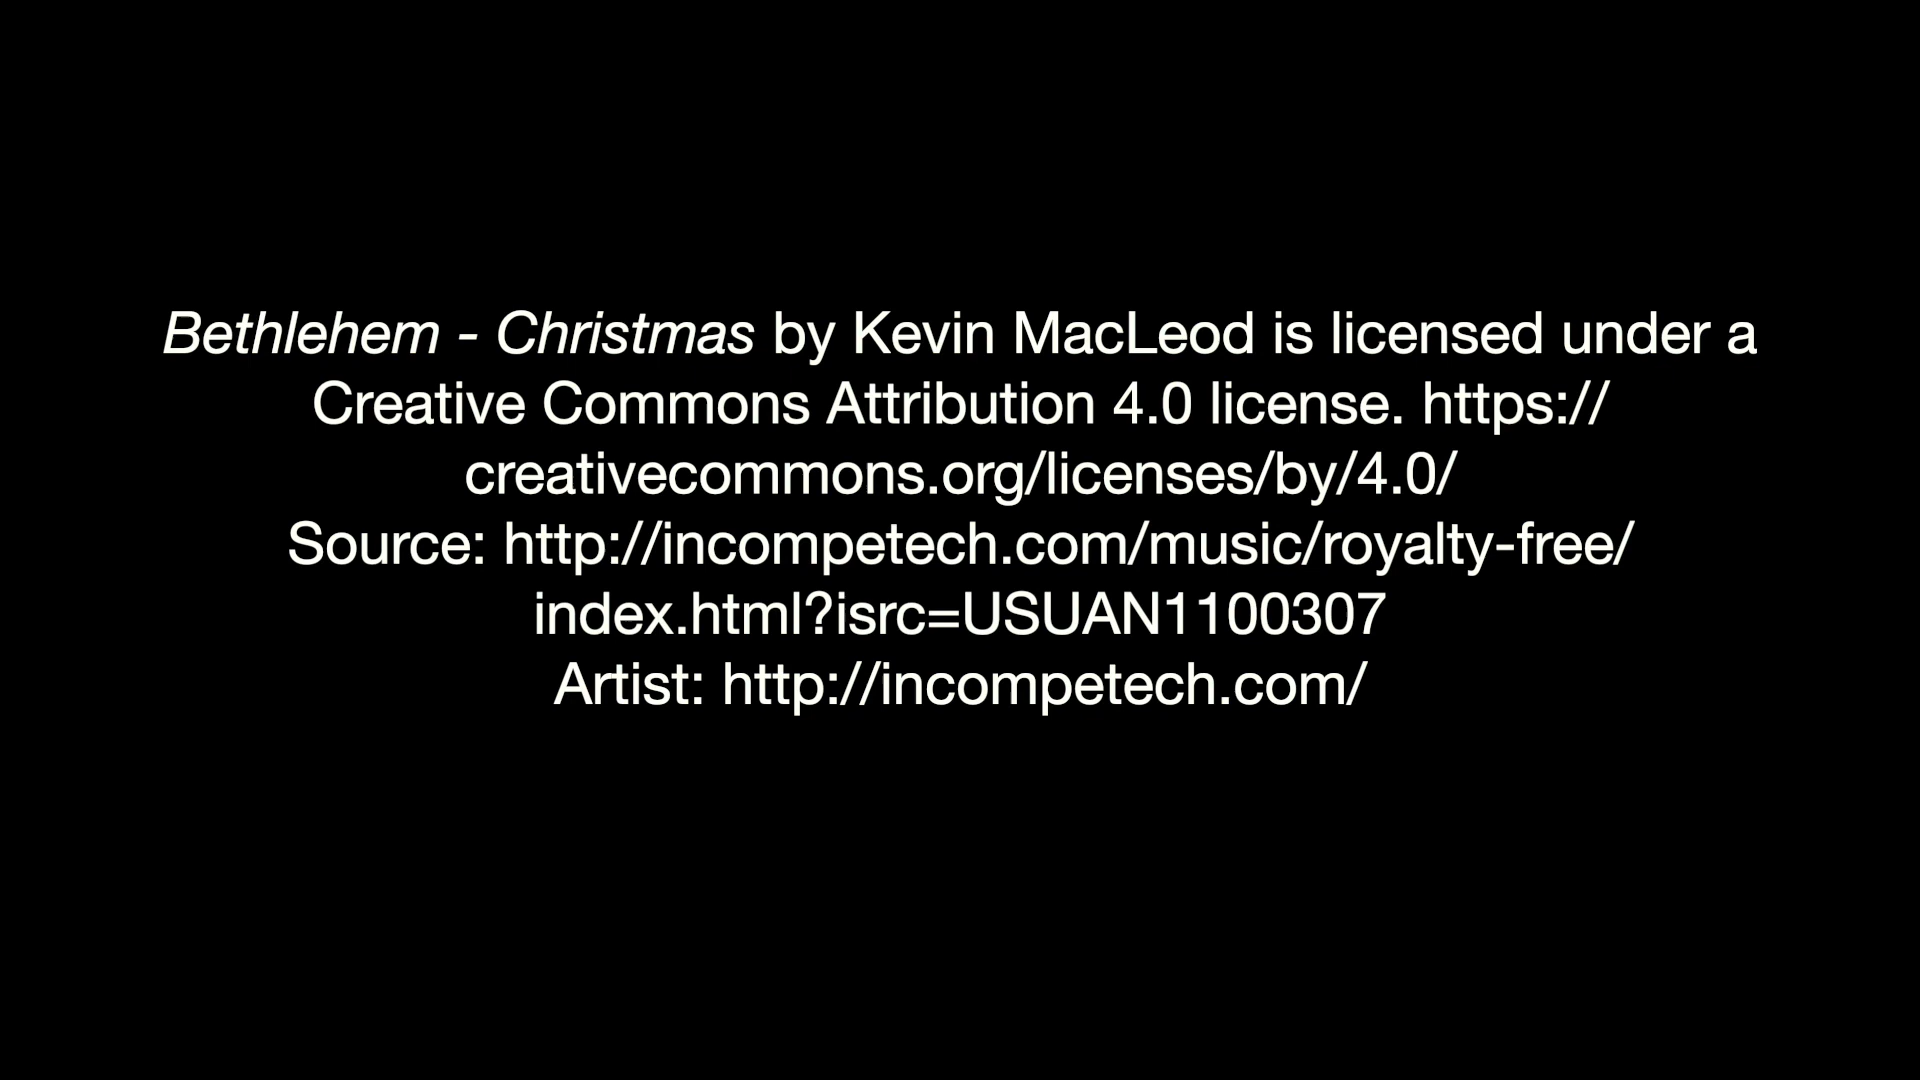 Bethlehem - Christmas by Kevin MacLeod is licensed under a
Creative Commons Attribution 4.0 license. https://
creativecommons.org/licenses/by/4.0/
Source: http://incompetech.com/music/royalty-free/
index.html?isrc=USUAN1100307
Artist: http://incompetech.com/